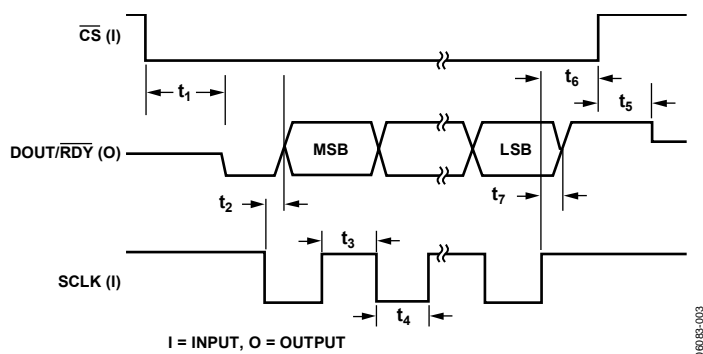 CS (I)
t1
t6
t5
DOUT/RDY (O)
MSB
LSB
t2
t7
t3
SCLK (I)
t4
I = INPUT, O = OUTPUT
06083-003